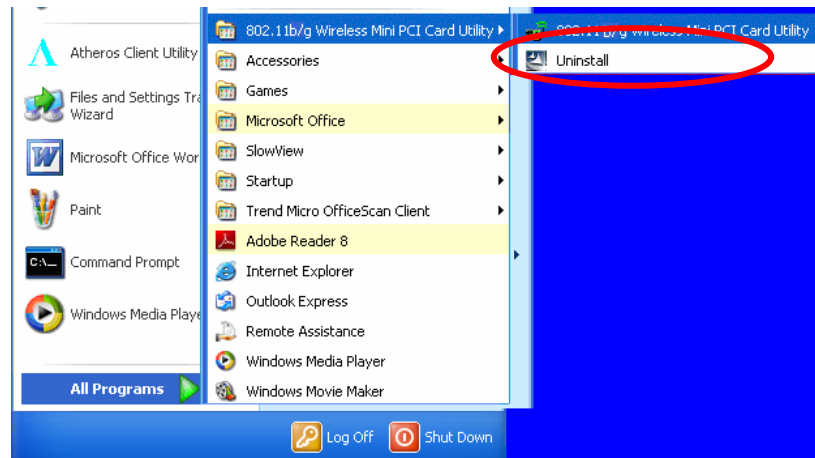 Atheros Client Utility
Files and Settings Tra
Wizard
Microsoft Office Wor
Paint
C:\_
Command Prompt
Windows Media Playe
All Programs
802.11b/g Wireless Mini PCI Card Utility
Accessories
Games
Microsoft Office
SlowView
Startup
Trend Micro OfficeScan Client
Adobe Reader 8
Internet Explorer
Outlook Express
Remote Assistance
Windows Media Player
Windows Movie Maker
802.11b/g Wireless Mini PCI Card Utility
Uninstall
Log Off
Shut Down